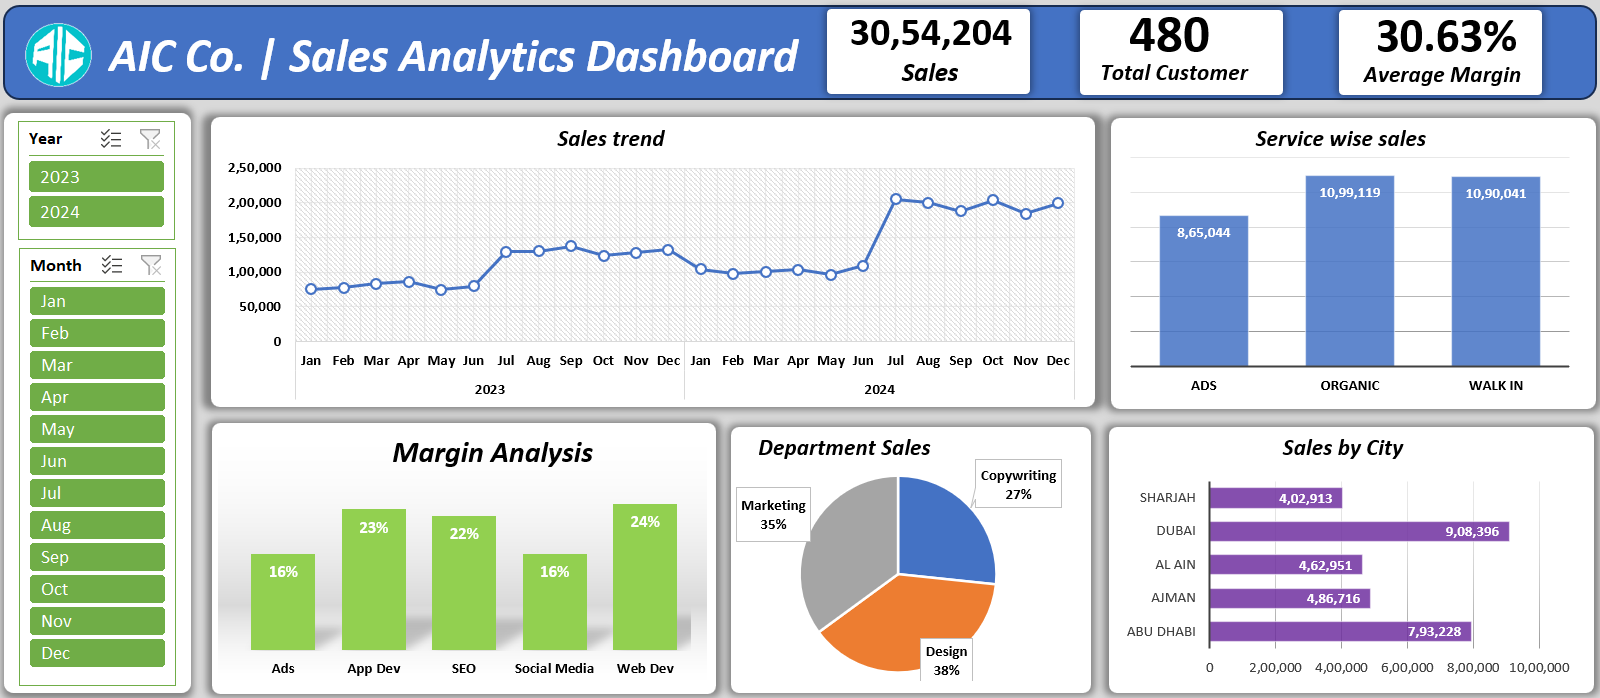 AIC
AIC Co. | Sales Analytics Dashboard
30,54,204
Sales
480
Total Customer
30.63%
Average Margin
Year
2023
2024
Month
Jan
Feb
Mar
Apr
May
Jun
Jul
Aug
Sep
Oct
Nov
Dec
Sales trend
2,50,000
2,00,000
1,50,000
1,00,000
50,000
0
Jan Feb Mar Apr May Jun Jul Aug Sep Oct Nov Dec Jan Feb Mar Apr May Jun Jul Aug Sep Oct Nov Dec
2023 2024
Service wise sales
8,65,044 10,99,119 10,90,041
ADS ORGANIC WALK IN
Margin Analysis
16% 23% 22% 16% 24%
Ads App Dev SEO Social Media Web Dev
Department Sales
Copywriting
27%
Marketing
35%
Design
38%
Sales by City
SHARJAH 4,02,913
DUBAI 9,08,396
AL AIN 4,62,951
AJMAN 4,86,716
ABU DHABI 7,93,228
0 2,00,000 4,00,000 6,00,000 8,00,000 10,00,000